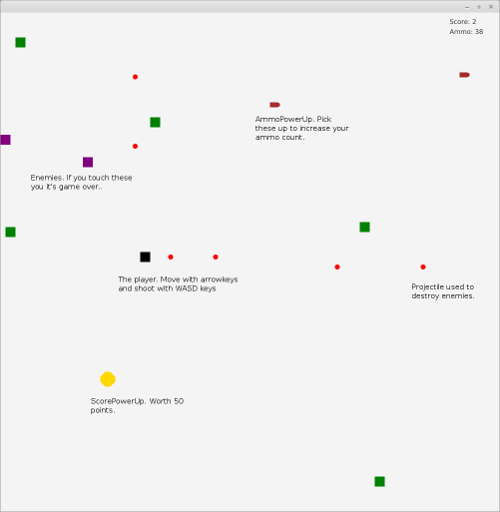 Score: 2
Ammo: 38
AmmoPowerUp. Pick
these up to increase your
ammo count.
Enemies. If you touch these
you it's game over..
The player. Move with arrowkeys
and shoot with WASD keys
Projectile used to
destroy enemies.
ScorePowerUp. Worth 50
points.